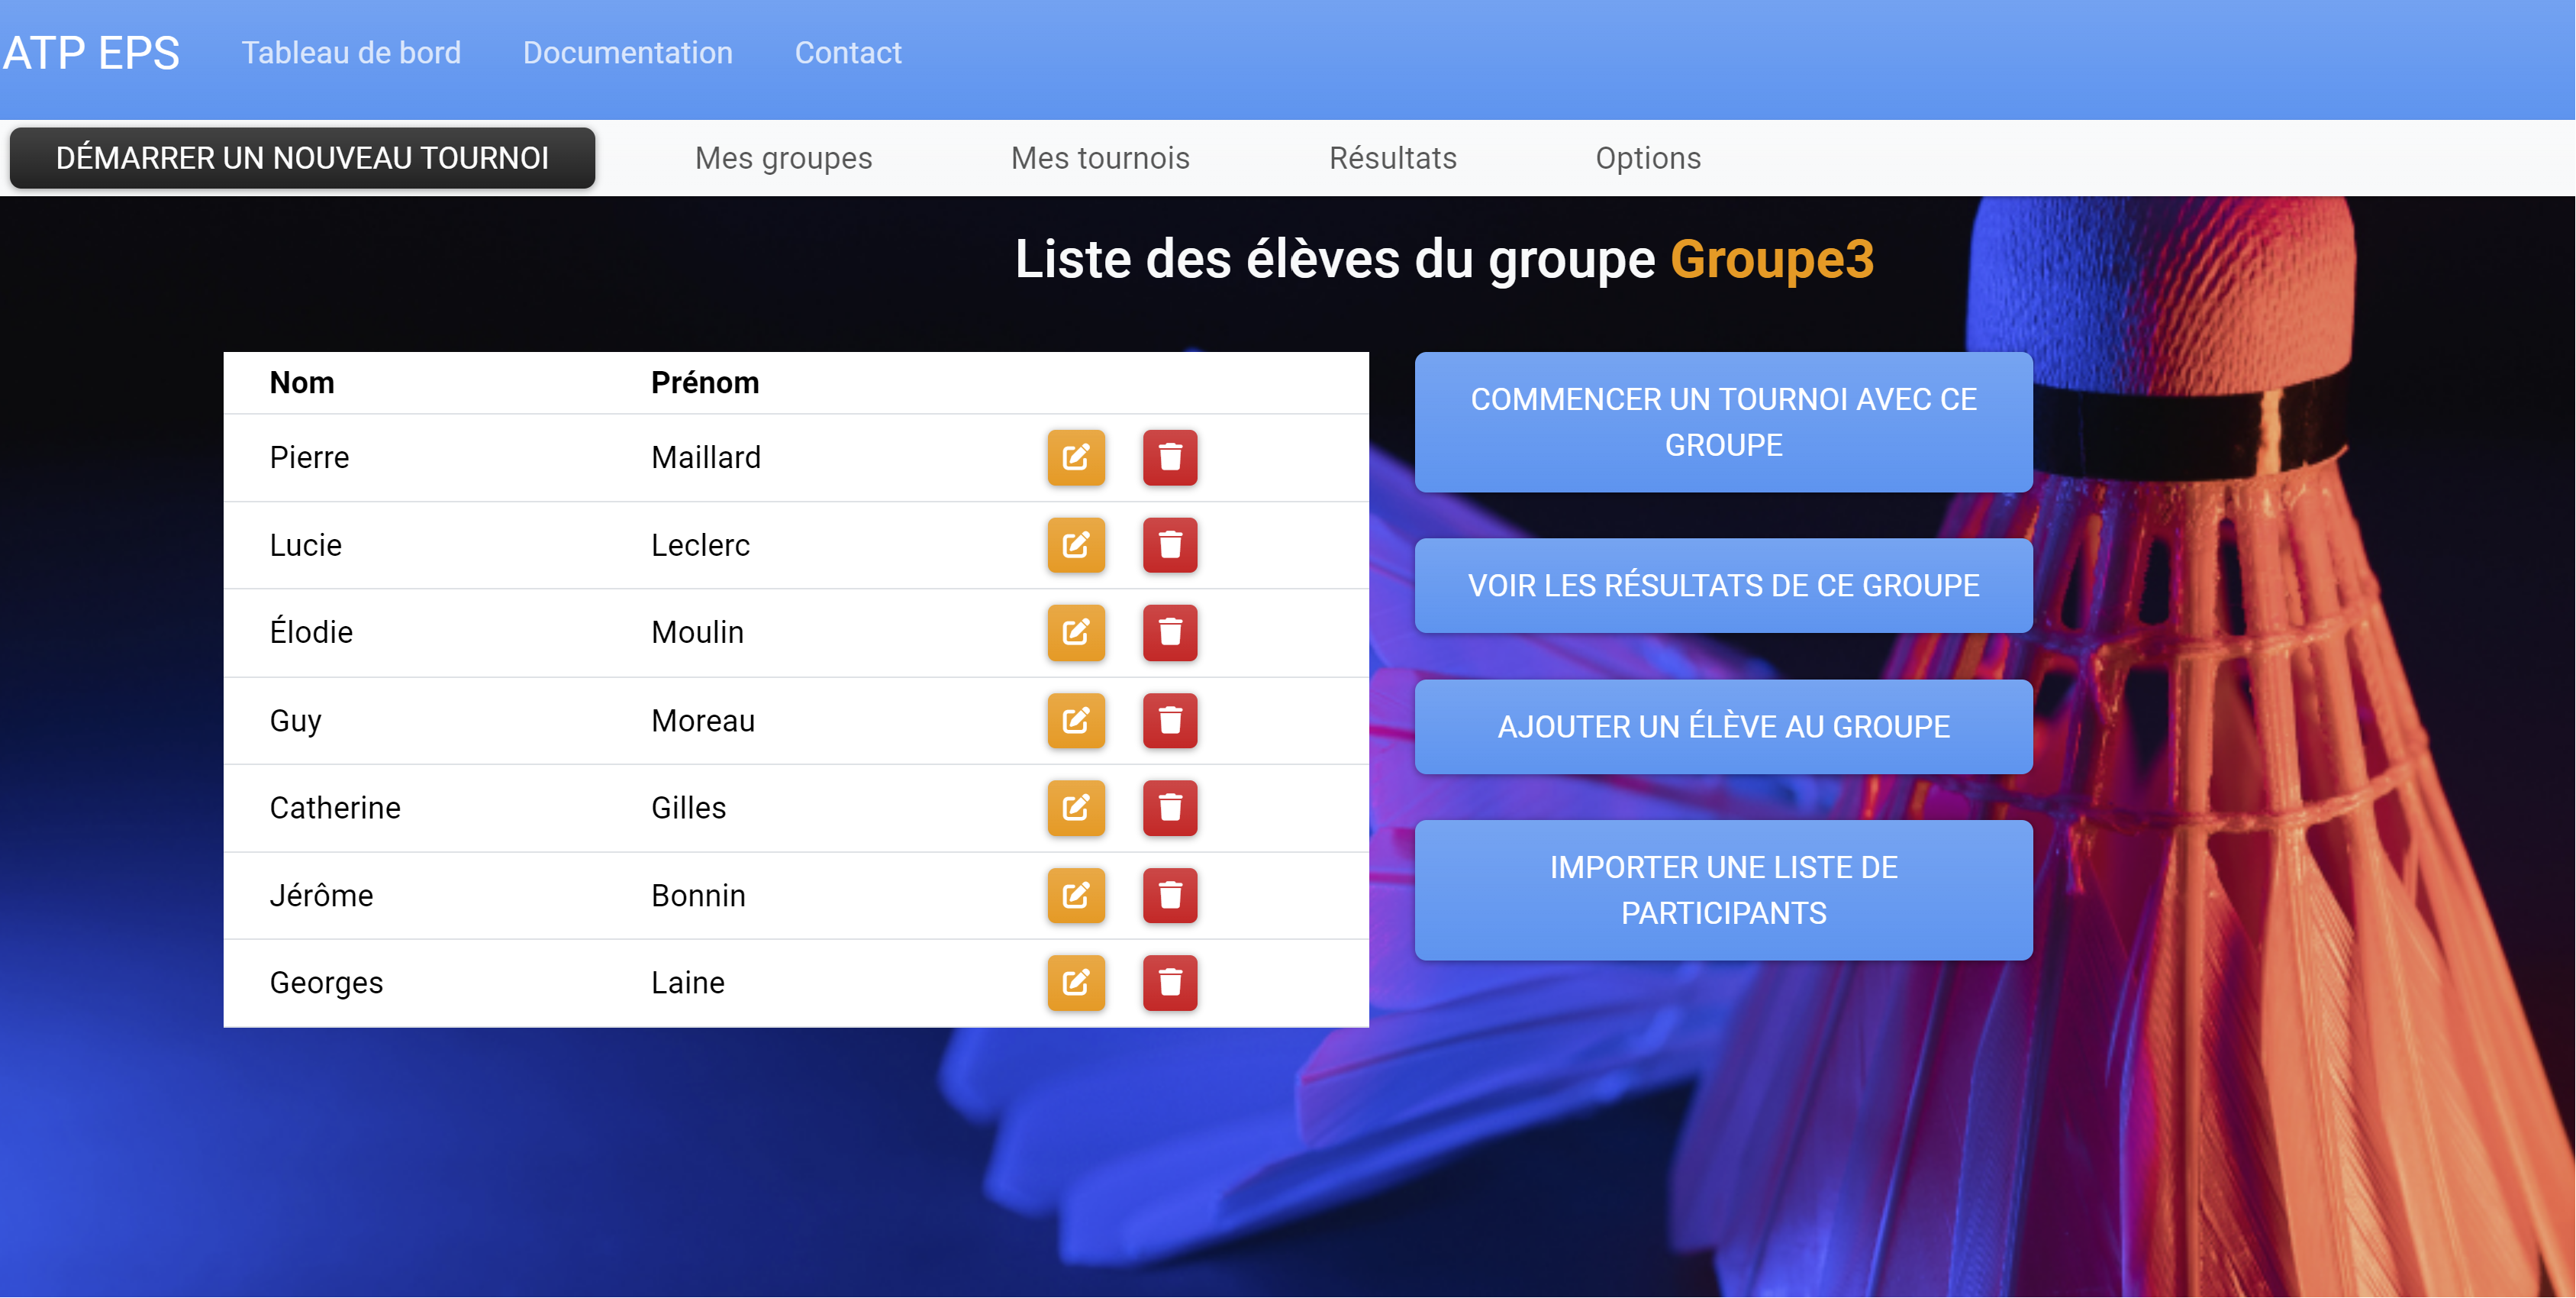 ATP EPS Tableau de bord Documentation Contact
DÉMARRER UN NOUVEAU TOURNOI Mes groupes Mes tournois Résultats Options
Liste des élèves du groupe Groupe3
Nom Prénom
Pierre Maillard
Lucie Leclerc
Élodie Moulin
Guy Moreau
Catherine Gilles
Jérôme Bonnin
Georges Laine
COMMENCER UN TOURNOI AVEC CE
GROUPE
VOIR LES RÉSULTATS DE CE GROUPE
AJOUTER UN ÉLÈVE AU GROUPE
IMPORTER UNE LISTE DE
PARTICIPANTS